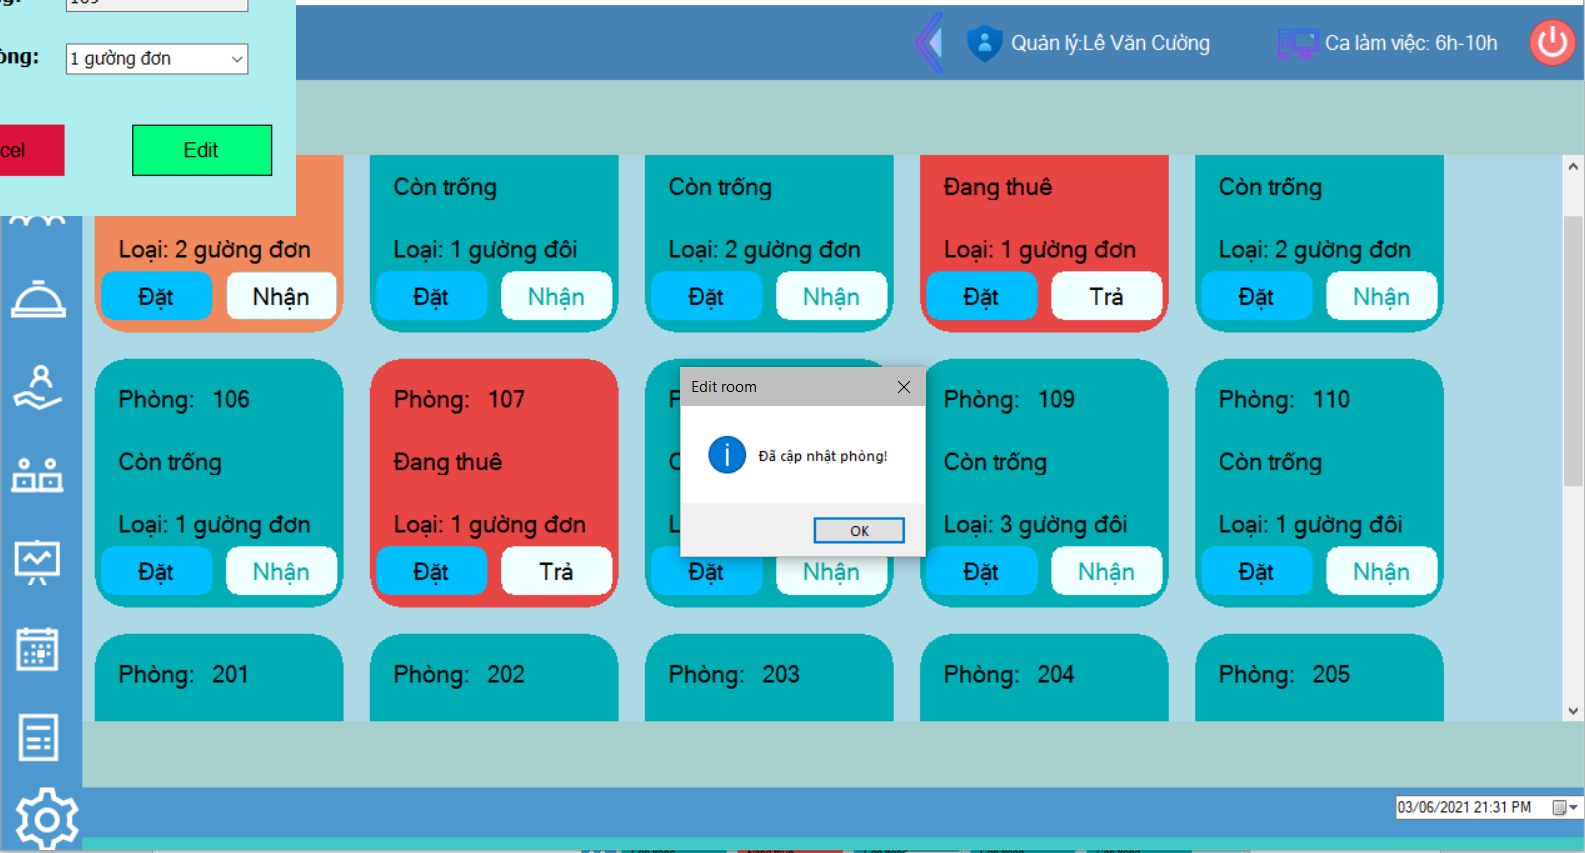 109
1 gường đơn
Edit
Quản lý:Lê Văn Cường
Ca làm việc: 6h-10h
Còn trống
Còn trống
Đang thuê
Còn trống
Loại: 2 gường đơn
Loại: 1 gường đôi
Loại: 2 gường đơn
Loại: 1 gường đơn
Loại: 2 gường đơn
Đặt
Nhận
Đặt
Nhận
Đặt
Nhận
Đặt
Trả
Đặt
Nhận
Phòng: 106
Phòng: 107
Phòng: 109
Phòng: 110
Còn trống
Đang thuê
Còn trống
Còn trống
Loại: 1 gường đơn
Loại: 1 gường đơn
Loại: 3 gường đôi
Loại: 1 gường đôi
Đặt
Nhận
Đặt
Trả
Đặt
Nhận
Đặt
Nhận
Đặt
Nhận
Edit room
Đã cập nhật phòng!
OK
Phòng: 201
Phòng: 202
Phòng: 203
Phòng: 204
Phòng: 205
03/06/2021 21:31 PM